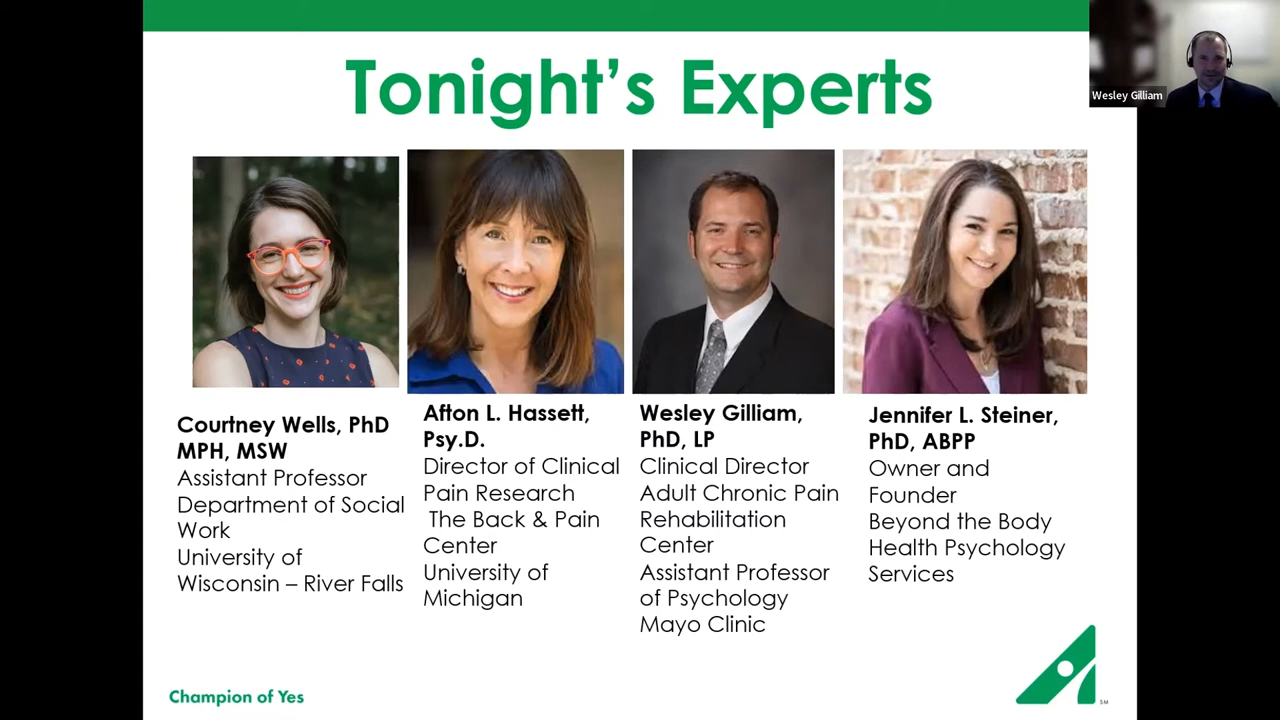 Tonight's Experts
Wesley Gilliam
Courtney Wells, PhD
MPH, MSW
Assistant Professor
Department of Social
Work
University of
Wisconsin – River Falls
Afton L. Hassett,
Psy.D.
Director of Clinical
Pain Research
The Back & Pain
Center
University of
Michigan
Wesley Gilliam,
PhD, LP
Clinical Director
Adult Chronic Pain
Rehabilitation
Center
Assistant Professor
of Psychology
Mayo Clinic
Jennifer L. Steiner,
PhD, ABPP
Owner and
Founder
Beyond the Body
Health Psychology
Services
Champion of Yes
SM